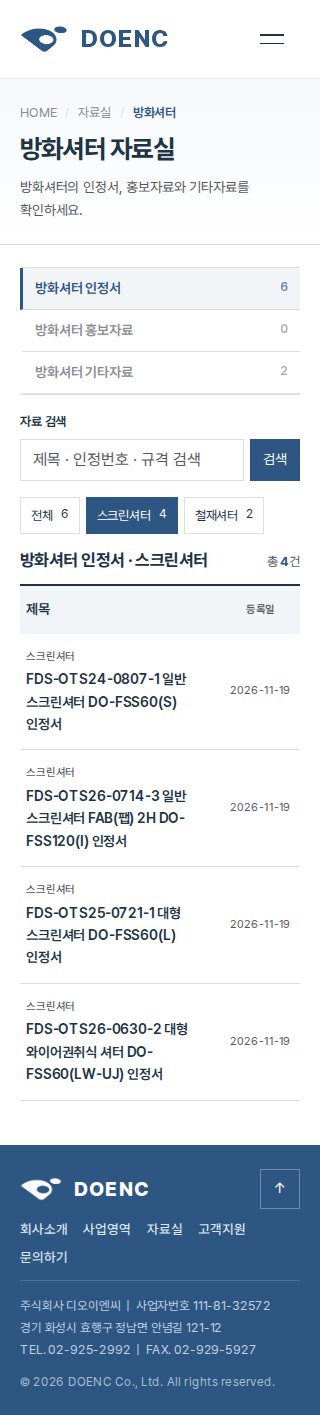 DOENC
HOME / 자료실 / 방화셔터
방화셔터 자료실
방화셔터의 인정서, 홍보자료와 기타자료를
확인하세요.
방화셔터 인정서 6
방화셔터 홍보자료 0
방화셔터 기타자료 2
자료 검색
제목 · 인정번호 · 규격 검색 검색
전체 6 스크린셔터 4 철재셔터 2
방화셔터 인정서 · 스크린셔터 총 4건
제목 등록일
스크린셔터
FDS-OTS24-0807-1 일반
스크린셔터 DO-FSS60(S)
인정서
2026-11-19
스크린셔터
FDS-OTS26-0714-3 일반
스크린셔터 FAB(팹) 2H DO-
FSS120(I) 인정서
2026-11-19
스크린셔터
FDS-OTS25-0721-1 대형
스크린셔터 DO-FSS60(L)
인정서
2026-11-19
스크린셔터
FDS-OTS26-0630-2 대형
와이어권취식 셔터 DO-
FSS60(LW-UJ) 인정서
2026-11-19
DOENC ↑
회사소개 사업영역 자료실 고객지원
문의하기
주식회사 디오이엔씨 | 사업자번호 111-81-32572
경기 화성시 효행구 정남면 안녕길 121-12
TEL. 02-925-2992 | FAX. 02-929-5927
© 2026 DOENC Co., Ltd. All rights reserved.